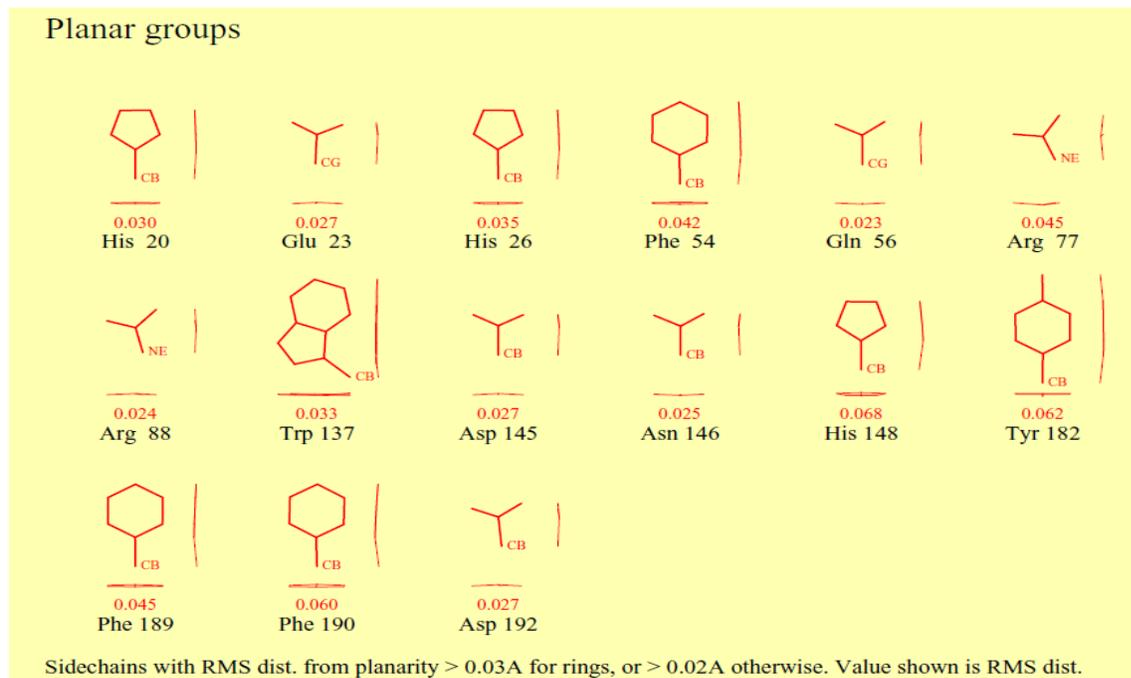 Planar groups
CB CG CB CB CG NE
0.030 0.027 0.035 0.042 0.023 0.045
His 20 Glu 23 His 26 Phe 54 Gln 56 Arg 77
NE CB CB CB CB CB
0.024 0.033 0.027 0.025 0.068 0.062
Arg 88 Trp 137 Asp 145 Asn 146 His 148 Tyr 182
CB CB CB
0.045 0.060 0.027
Phe 189 Phe 190 Asp 192
Sidechains with RMS dist. from planarity > 0.03A for rings, or > 0.02A otherwise. Value shown is RMS dist.